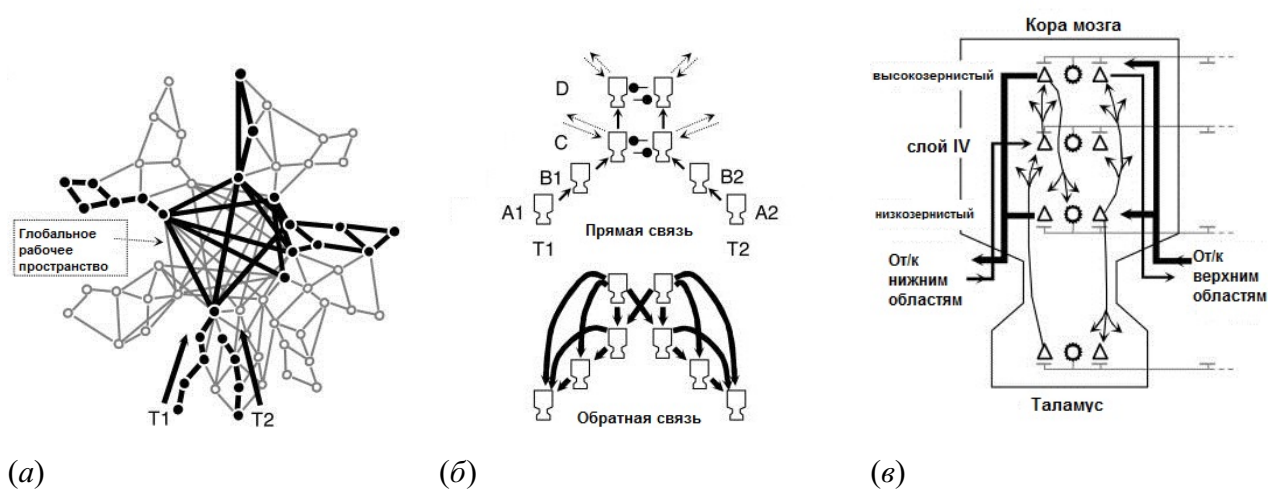 Глобальное
рабочее
пространство
T1
T2
(а)
D
C
B1
B2
A1
A2
T1
Прямая связь
T2
Обратная связь
(б)
Кора мозга
высокозернистый
слой IV
низкозернистый
От/к
нижним
областям
От/к
верхним
областям
Таламус
(в)